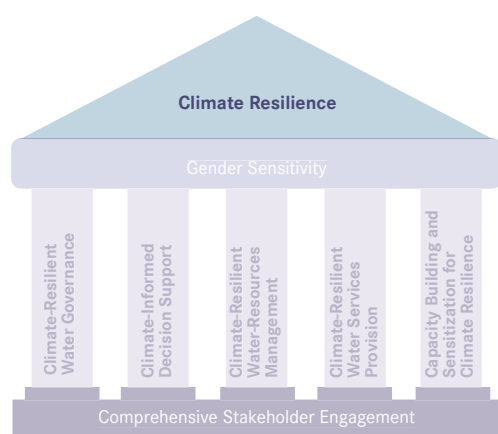 Climate Resilience
Gender Sensitivity
Climate-Resilient
Water Governance
Climate-Informed
Decision Support
Climate-Resilient
Water-Resources
Management
Climate-Resilient
Water Services
Provision
Capacity Building and
Sensitization for
Climate Resilience
Comprehensive Stakeholder Engagement